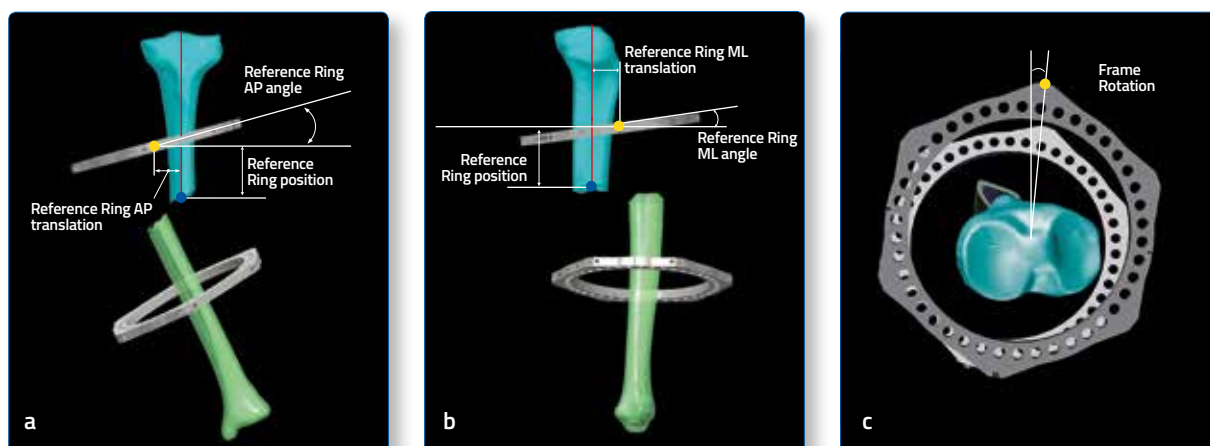 Reference Ring
AP angle
Reference
Ring position
Reference Ring AP
translation
a
Reference Ring ML
translation
Reference
Ring position
Reference Ring
ML angle
b
Frame
Rotation
c